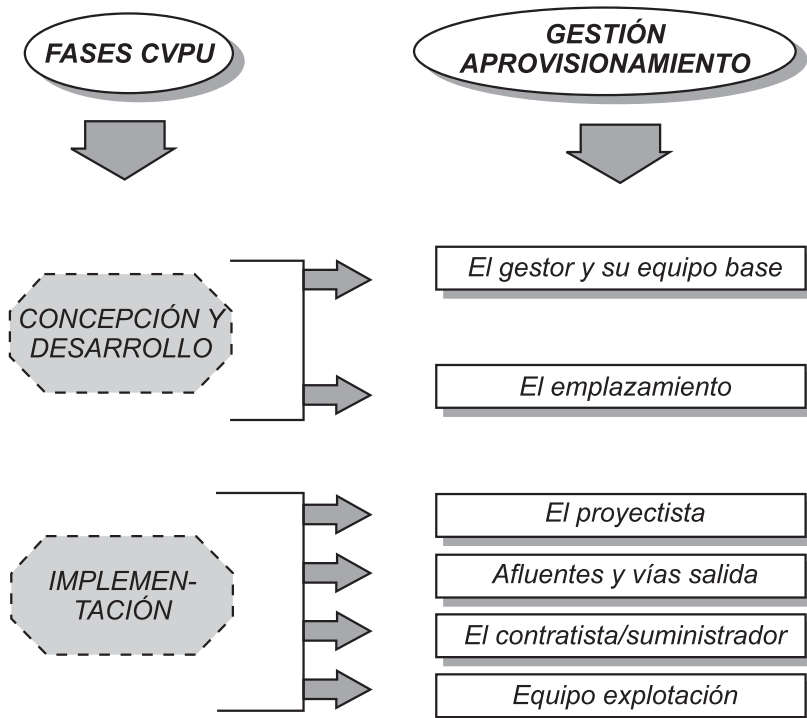 FASES CVPU
GESTIÓN
APROVISIONAMIENTO
CONCEPCIÓN Y
DESARROLLO
El gestor y su equipo base
El emplazamiento
IMPLEMEN-
TACIÓN
El proyectista
Afluentes y vías salida
El contratista/suministrador
Equipo explotación